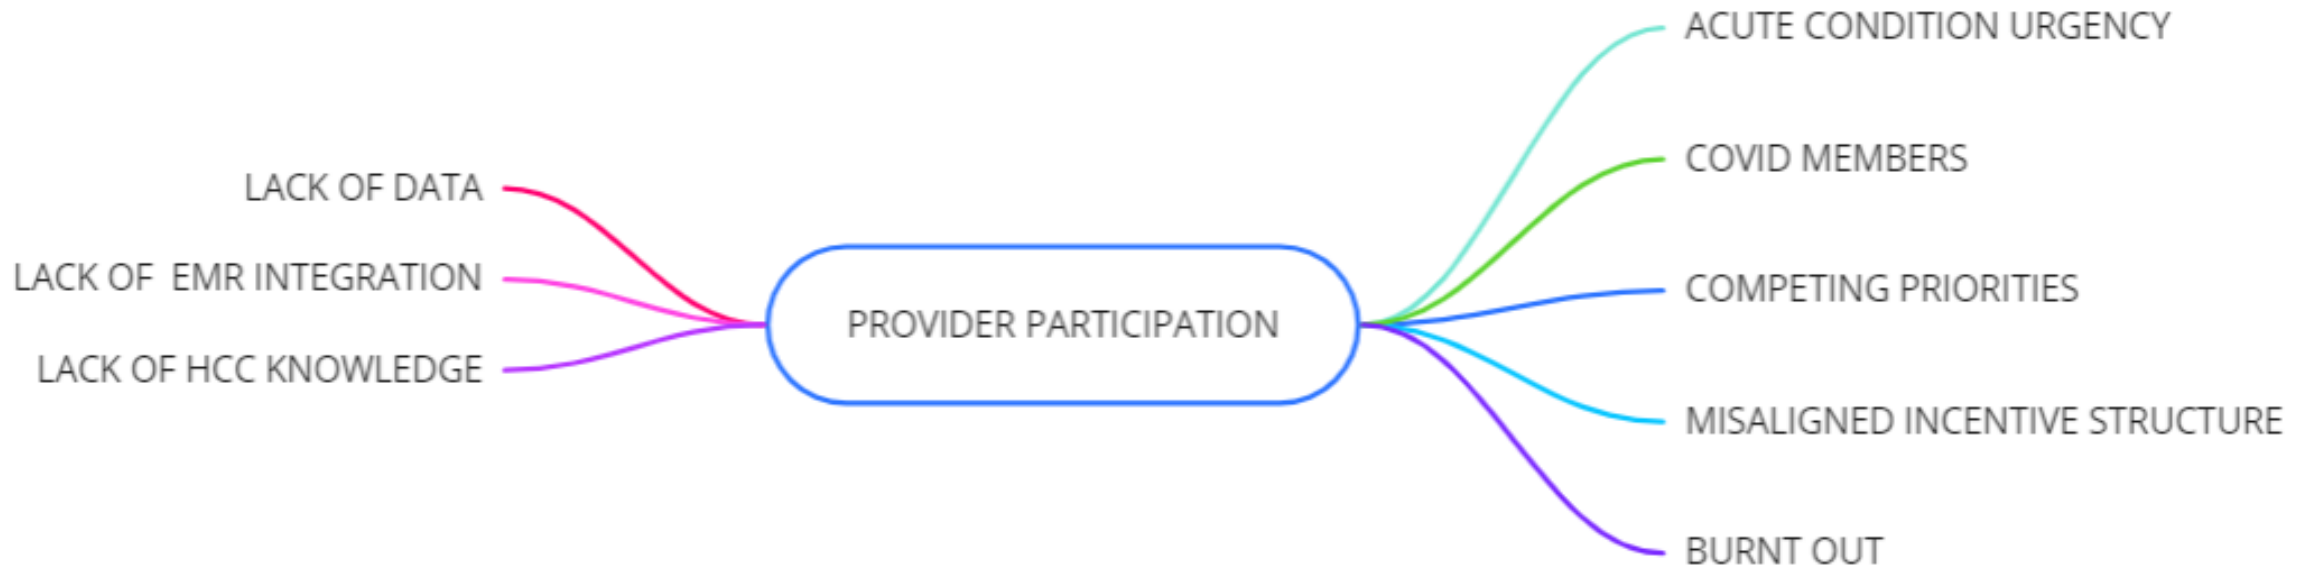 LACK OF DATA
LACK OF  EMR INTEGRATION
LACK OF HCC KNOWLEDGE
PROVIDER PARTICIPATION
ACUTE CONDITION URGENCY
COVID MEMBERS
COMPETING PRIORITIES
MISALIGNED INCENTIVE STRUCTURE
BURNT OUT